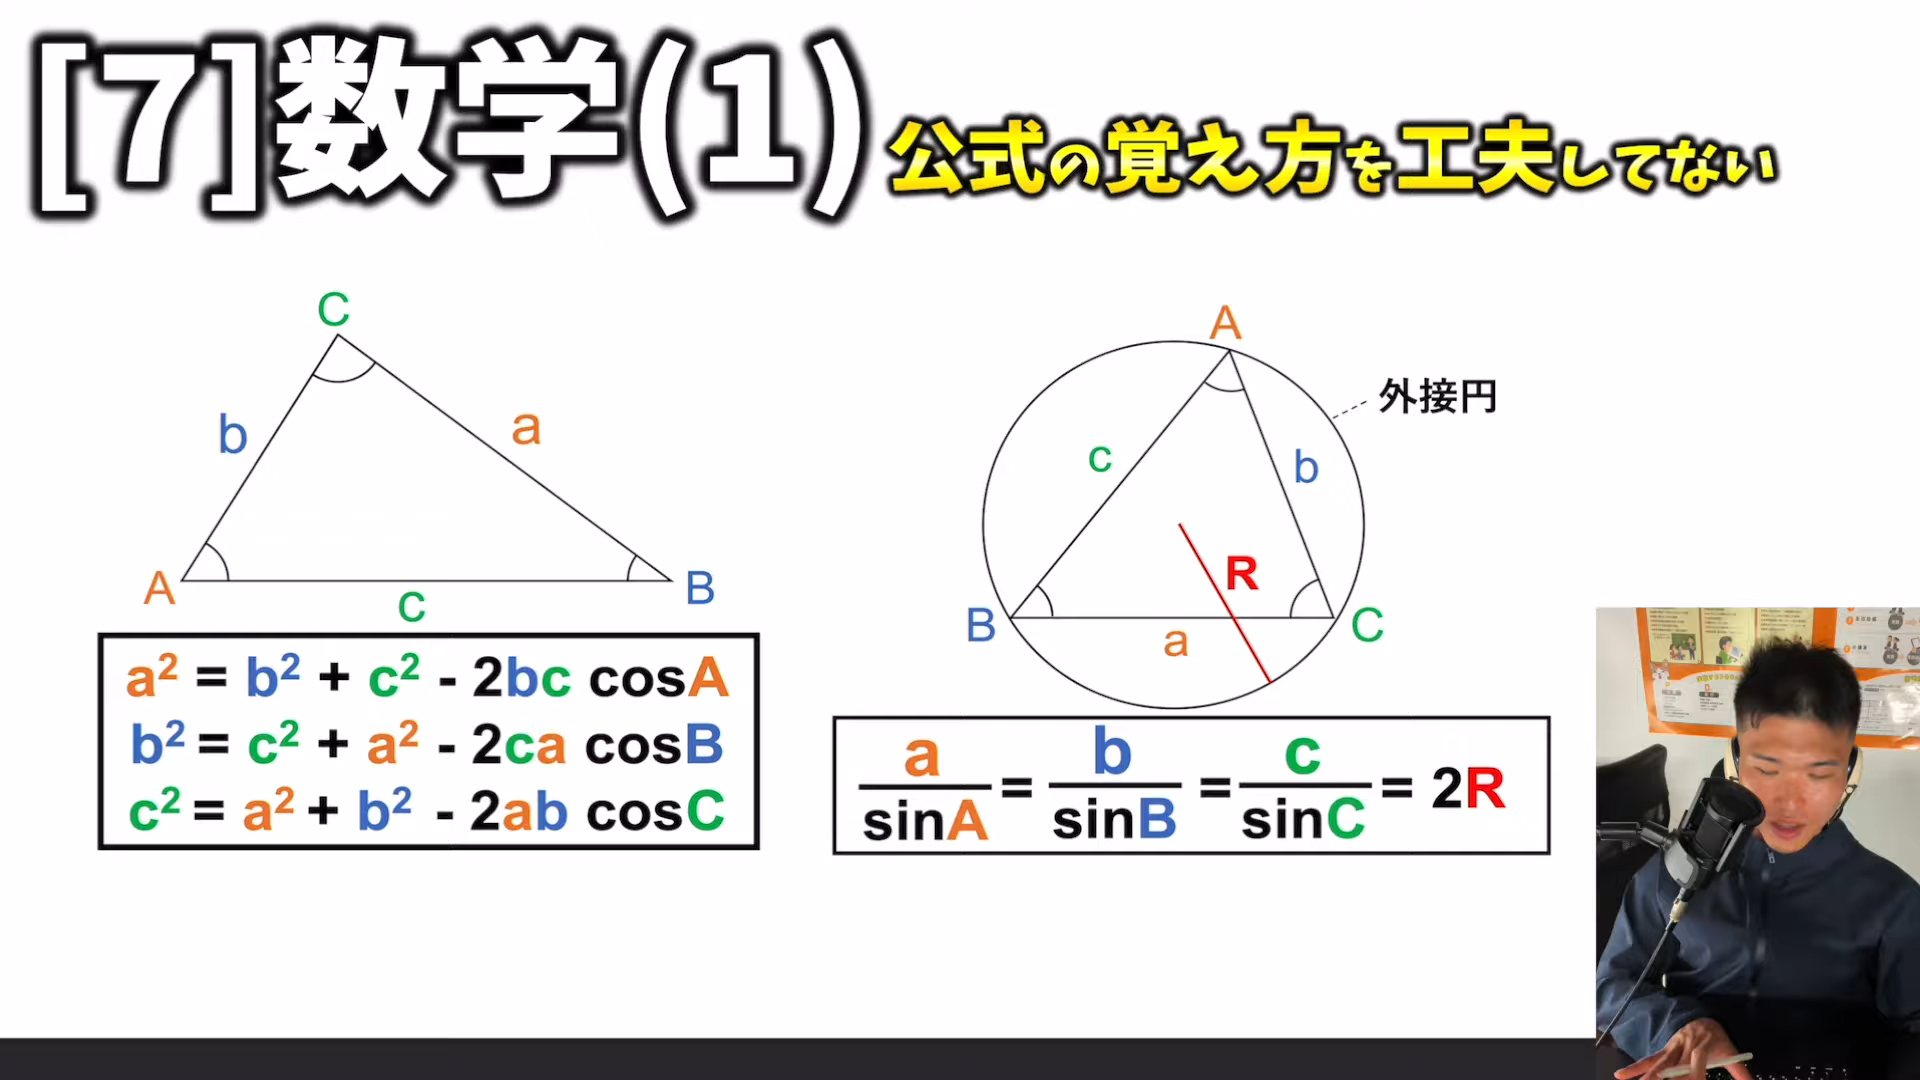 [7]数学(1) 公式の覚え方を工夫してない
C
b
a
A
c
B
a² = b² + c² - 2bc cosA
b² = c² + a² - 2ca cosB
c² = a² + b² - 2ab cosC
A
外接円
c
b
R
B
a
C
a/sinA = b/sinB = c/sinC = 2R